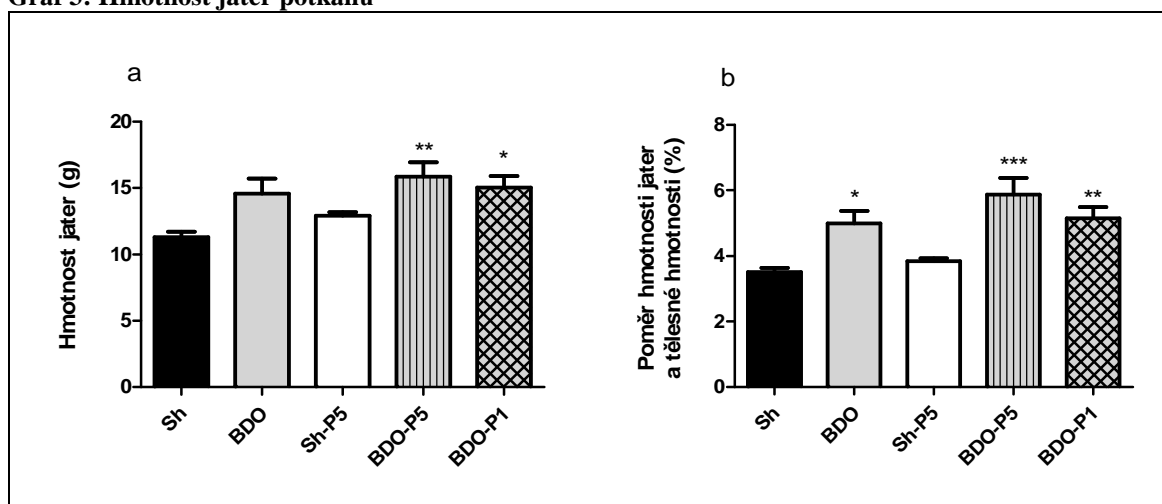 Graf 3: Hmotnost jater potkanů
a
Hmotnost jater (g)
20
15
10
5
0
**
*
Sh
BDO
Sh-P5
BDO-P5
BDO-P1
b
Poměr hmotnosti jater
a tělesné hmotnosti (%)
8
6
4
2
0
*
***
**
Sh
BDO
Sh-P5
BDO-P5
BDO-P1